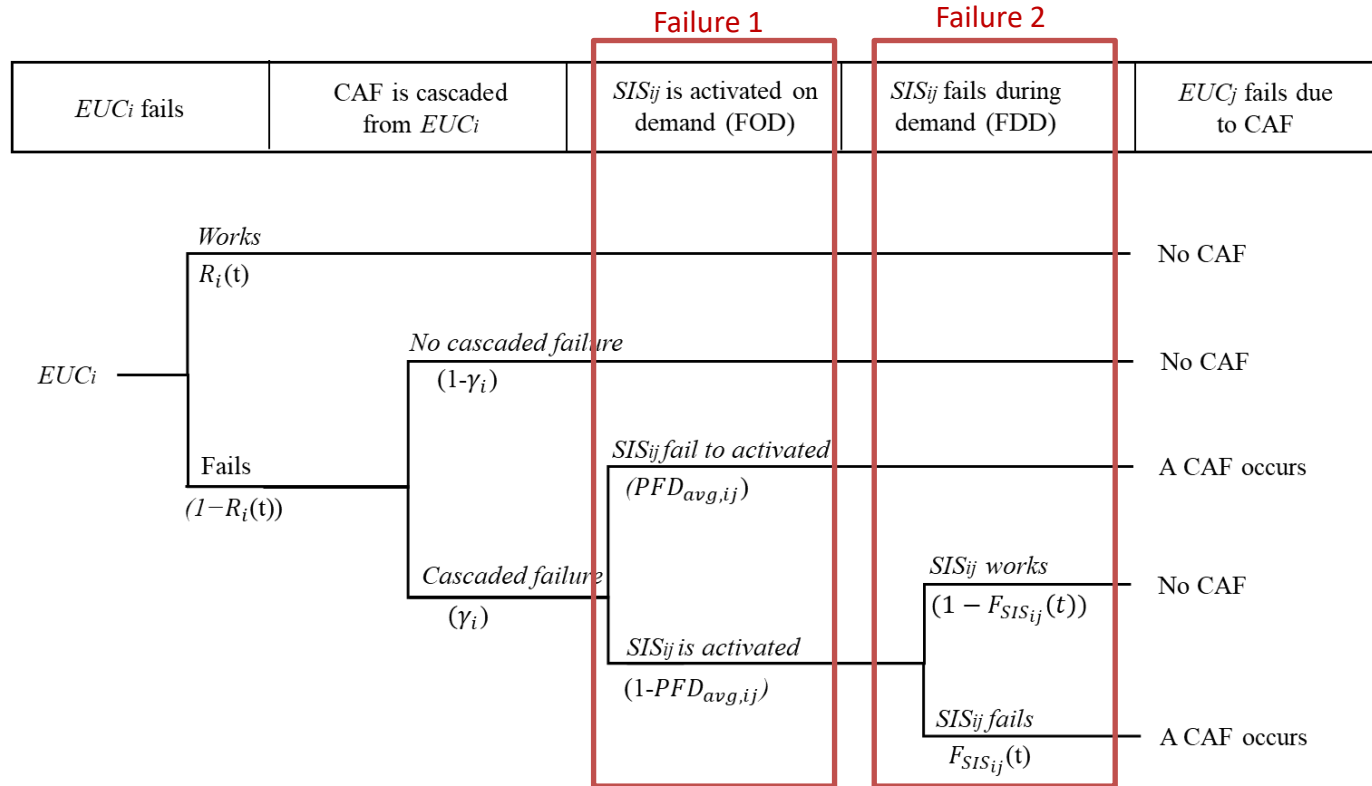 Failure 1
Failure 2
EUCi fails
CAF is cascaded
from EUCi
SISij is activated on
demand (FOD)
SISij fails during
demand (FDD)
EUCj fails due
to CAF
Works
Ri(t)
No CAF
No cascaded failure
(1-γi)
No CAF
EUCi
Fails
(1−Ri(t))
SISij fail to activated
(PFDavg,ij)
A CAF occurs
Cascaded failure
(γi)
SISij works
(1 − FSISij(t))
No CAF
SISij is activated
(1-PFDavg,ij)
SISij fails
FSISij(t)
A CAF occurs